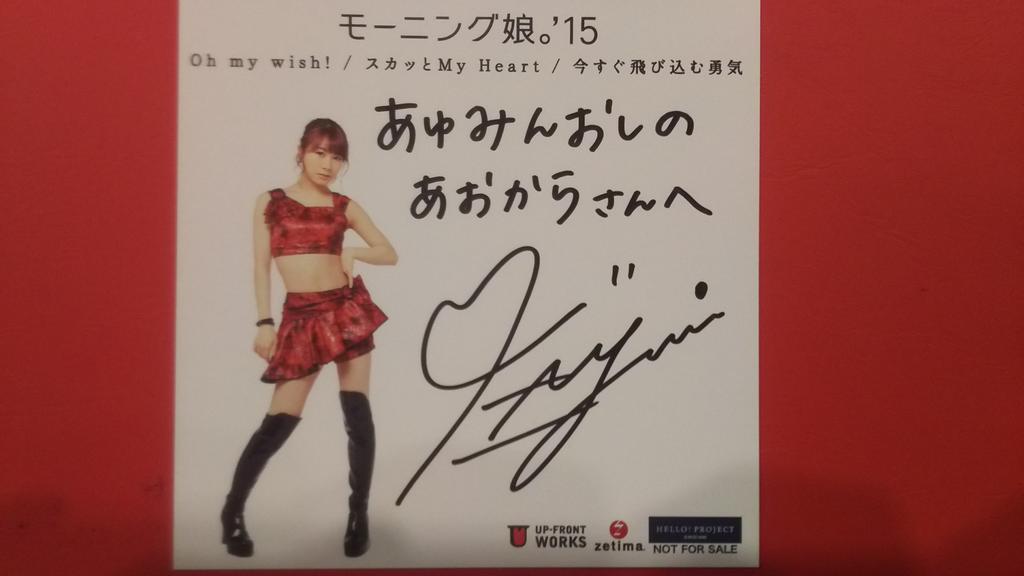 モーニング娘。'15
Oh my wish! / スカッとMy Heart / 今すぐ飛び込む勇気
あゆみんおしの
あおからさんへ
Ayumi
UP-FRONT WORKS
zetima
HELLO! PROJECT
NOT FOR SALE